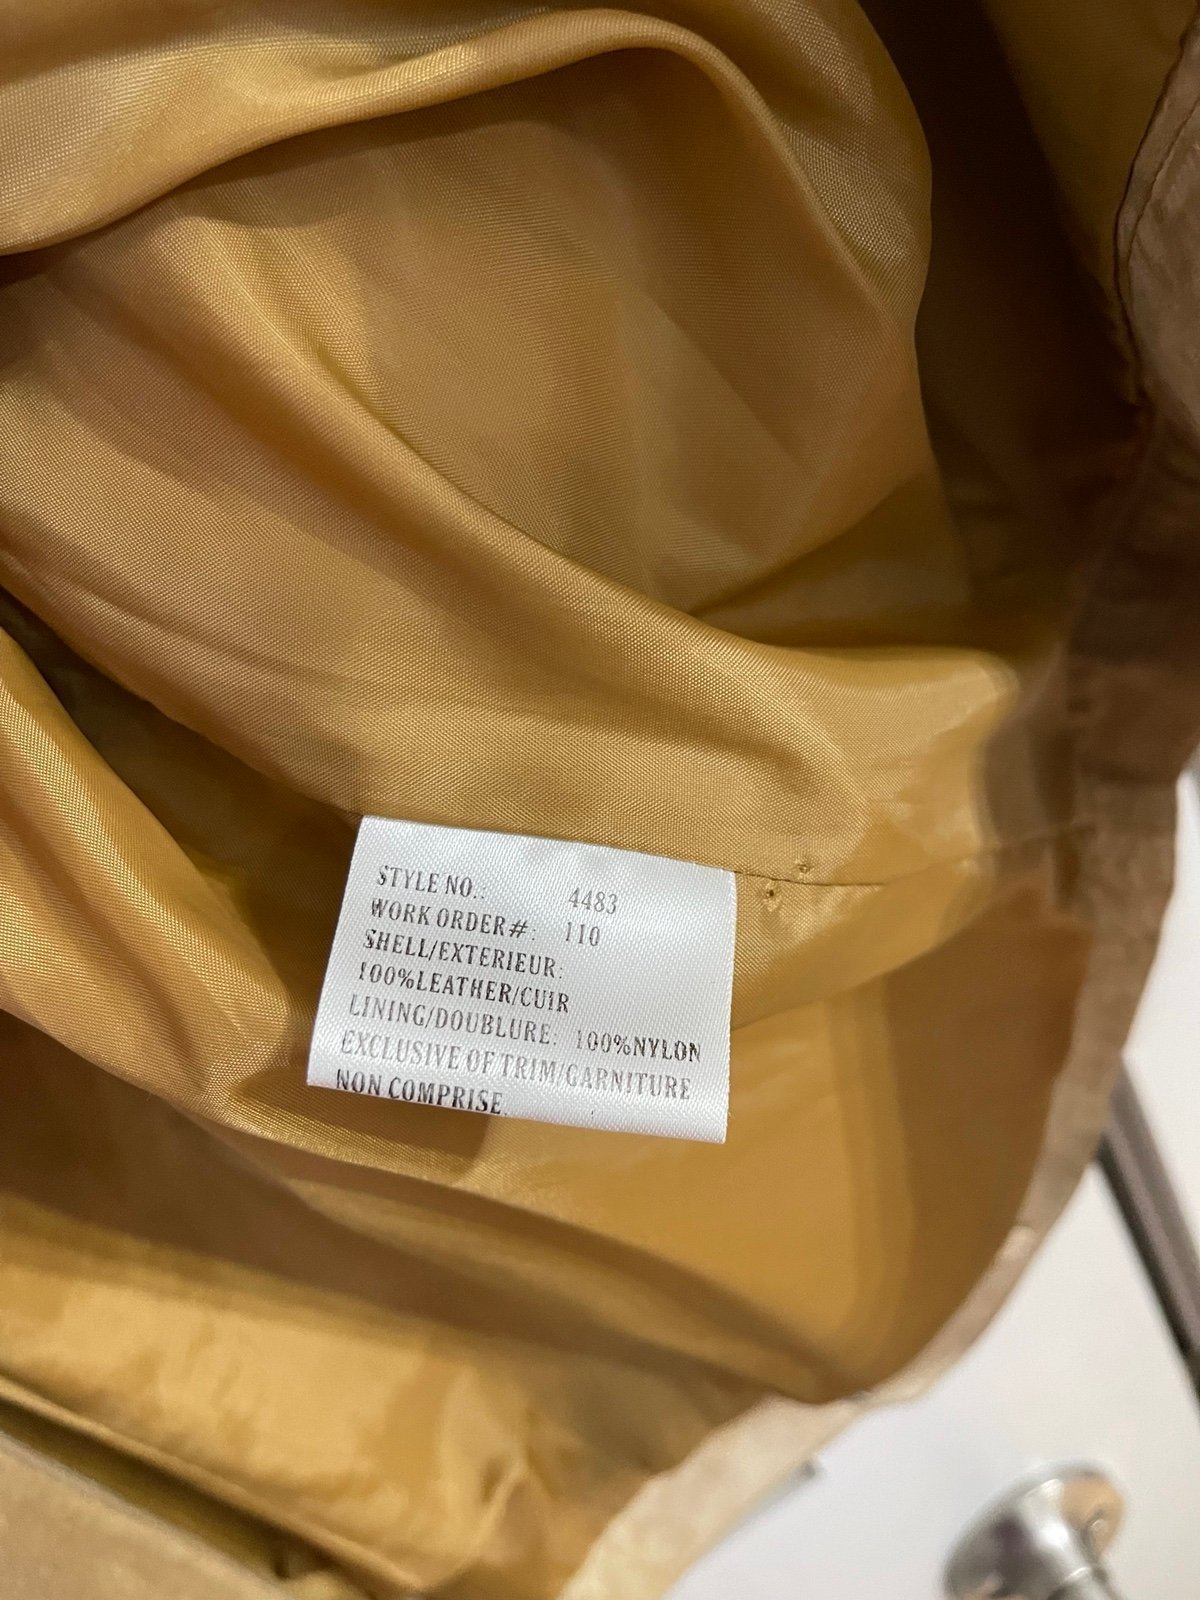 STYLE NO.: 4483
WORK ORDER#: 110
SHELL/EXTERIEUR:
100%LEATHER/CUIR
LINING/DOUBLURE: 100%NYLON
EXCLUSIVE OF TRIM/GARNITURE
NON COMPRISE.